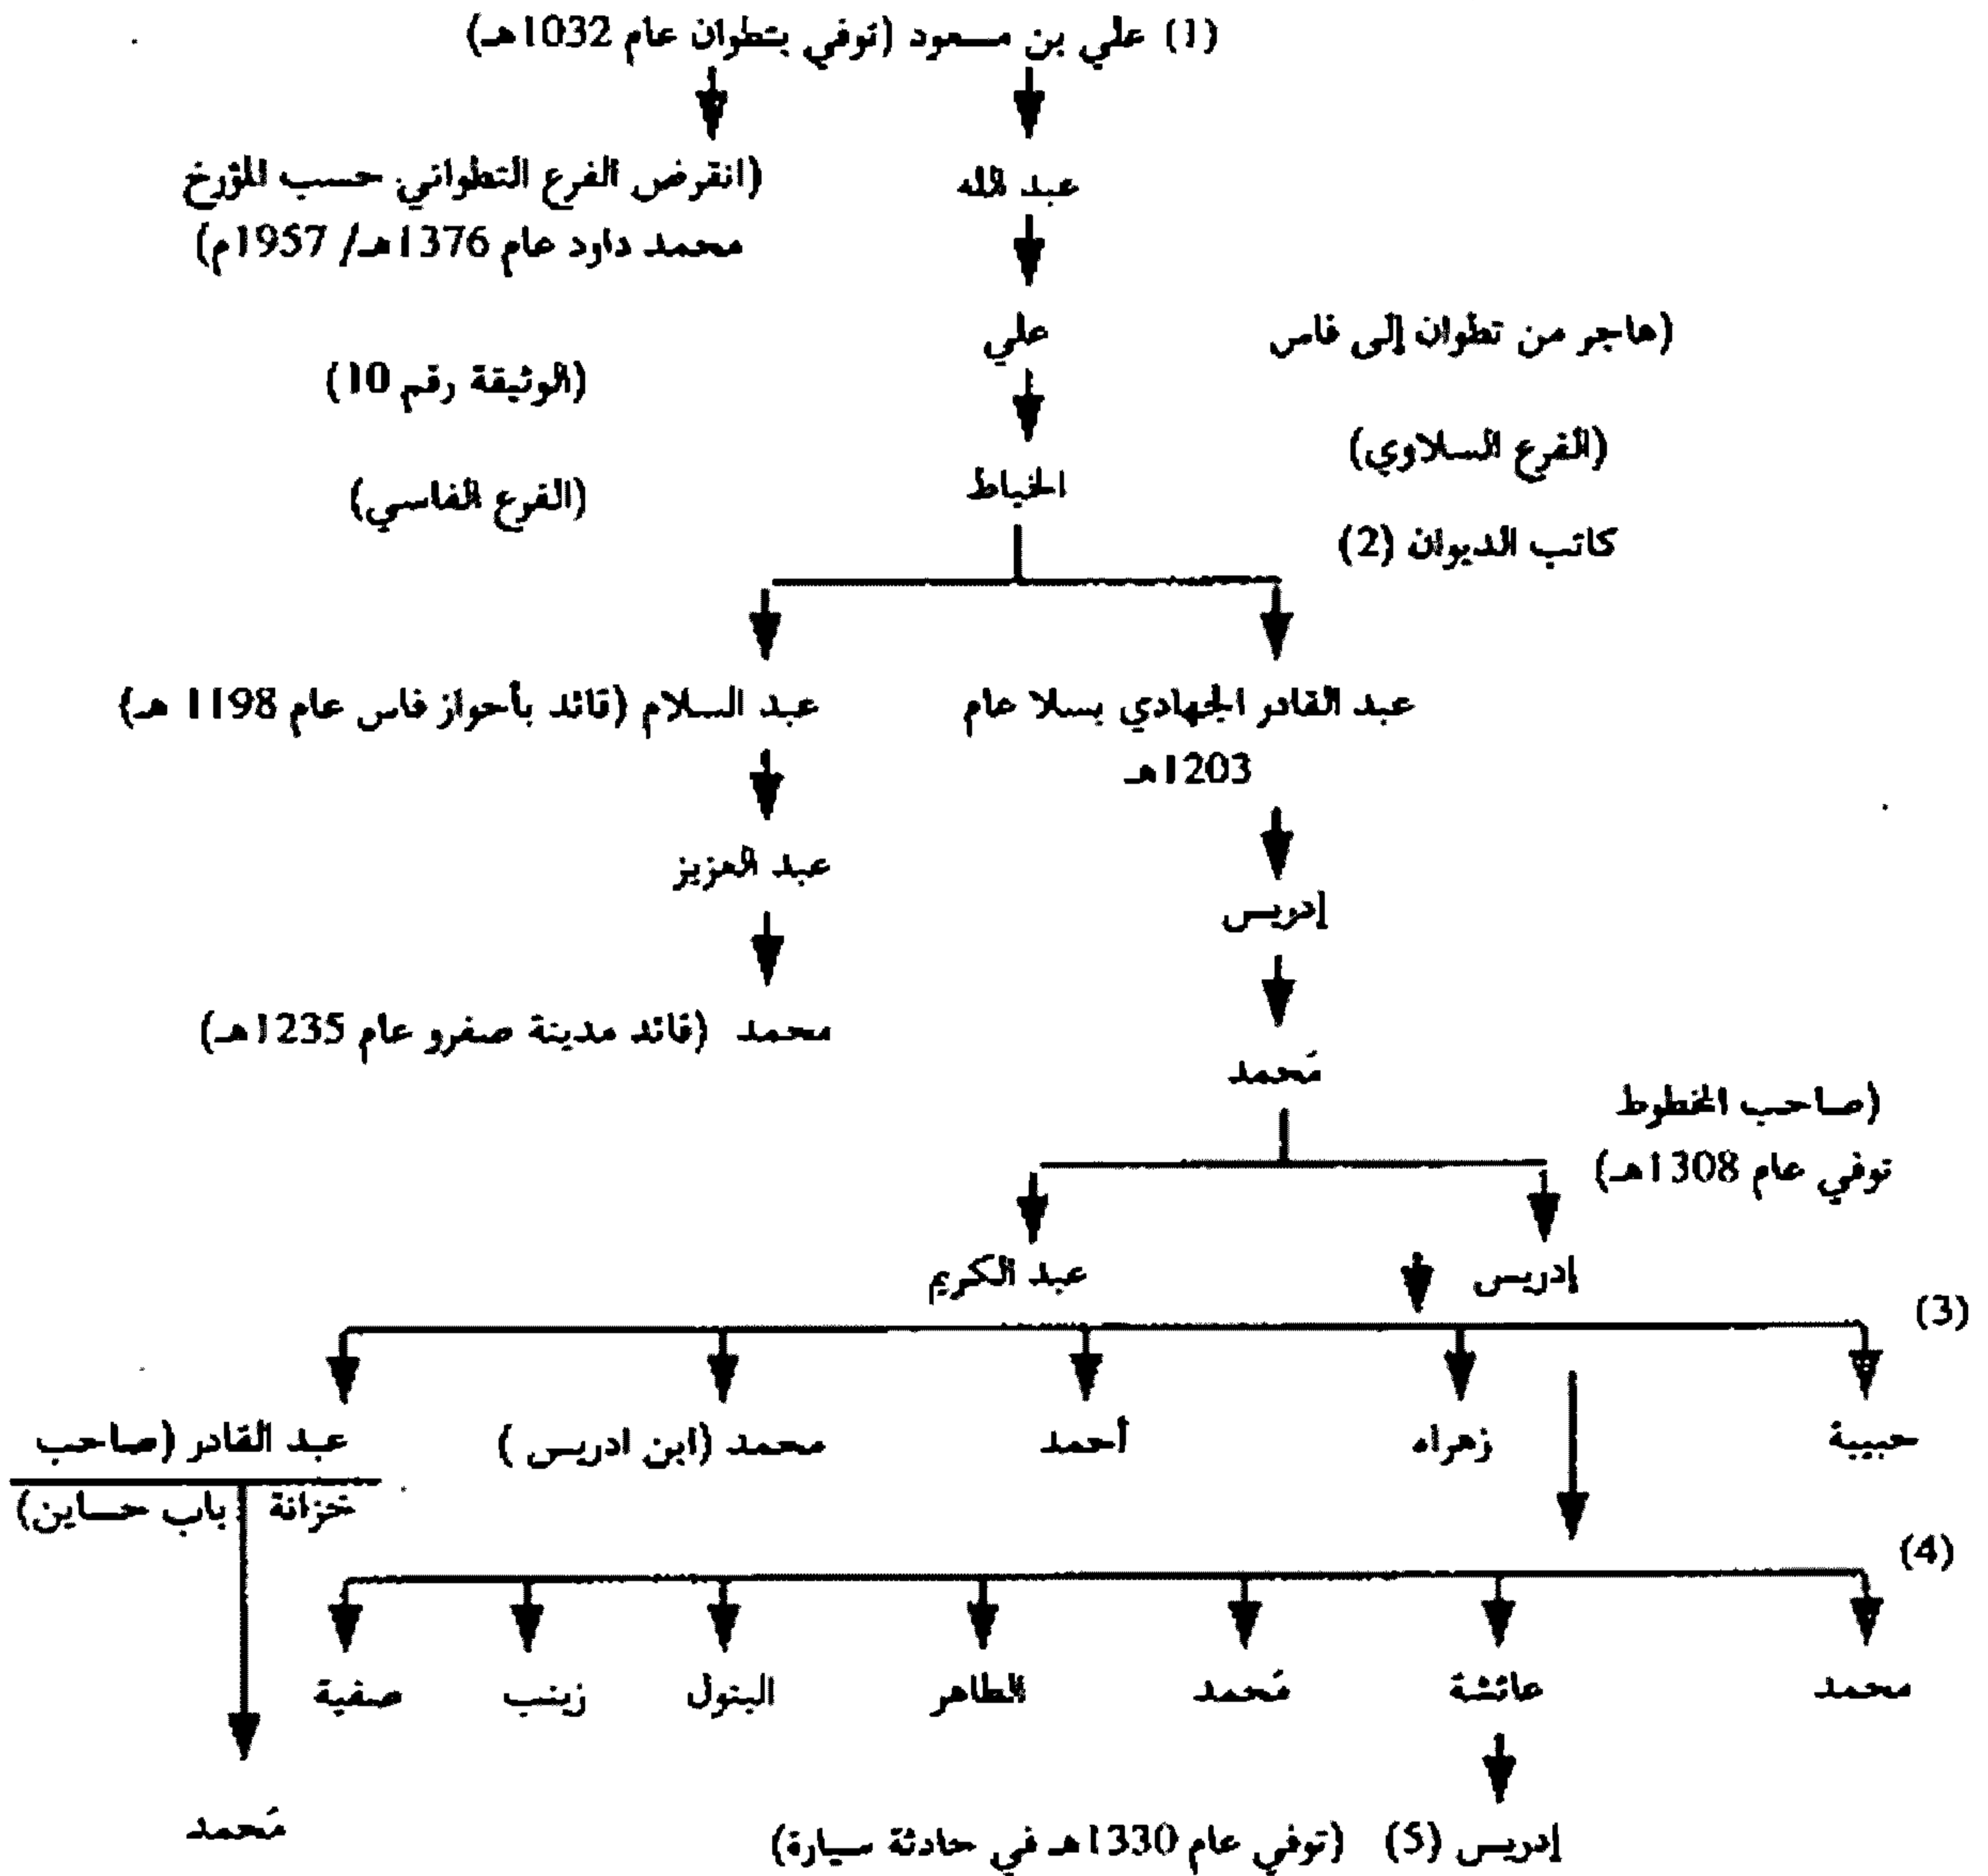 (1) علي بن مسعود (توفي بتطوان عام 1032هـ)
عبد الله
(انقرض الفرع التطواني حسب المؤرخ
محمد داود عام 1376هـ/ 1957م)
(هاجر من تطوان إلى فاس
علي
(الوثيقة رقم 10)
(الفرع السلاوي)
الخياط
(الفرع الفاسي)
كاتب الديوان (2)
عبد القادر الجهادي بسلا عام
1203هـ
عبد السلام (قائد بأحواز فاس عام 1198 هـ)
عبد العزيز
إدريس
محمد (قائد مدينة صفرو عام 1235هـ)
مَحمد
(صاحب الخطوط
توفي عام 1308هـ)
إدريس
عبد الكريم
(3)
حبيبة
زهراء
أحمد
محمد (ابن ادريس )
عبد القادر (صاحب
خزانة باب حساين)
(4)
محمد
عائشة
مَحمد
الطاهر
البتول
زينب
صفية
مَحمد
إدريس (5) (توفي عام 1330هـ في حادثة سيارة)